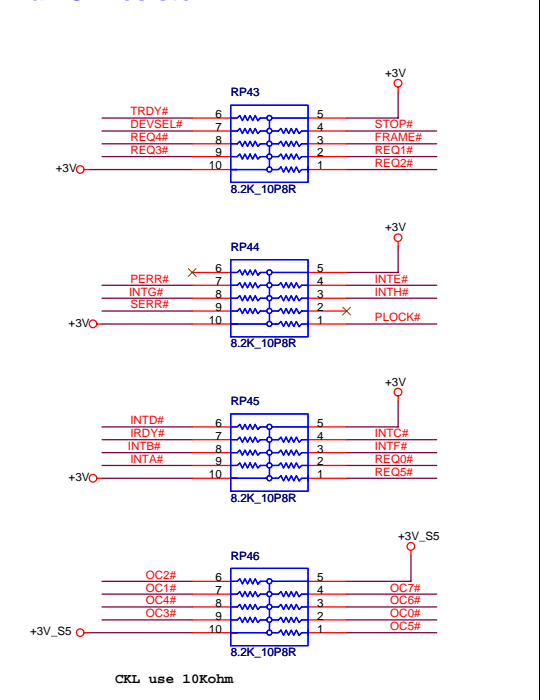 +3V
RP43
TRDY# 6 5
DEVSEL# 7 4 STOP#
REQ4# 8 3 FRAME#
REQ3# 9 2 REQ1#
+3V 10 1 REQ2#
8.2K_10P8R
+3V
RP44
6 5
PERR# 7 4 INTE#
INTG# 8 3 INTH#
SERR# 9 2
+3V 10 1 PLOCK#
8.2K_10P8R
+3V
RP45
INTD# 6 5
IRDY# 7 4 INTC#
INTB# 8 3 INTF#
INTA# 9 2 REQ0#
+3V 10 1 REQ5#
8.2K_10P8R
+3V_S5
RP46
OC2# 6 5
OC1# 7 4 OC7#
OC4# 8 3 OC6#
OC3# 9 2 OC0#
+3V_S5 10 1 OC5#
8.2K_10P8R
CKL use 10Kohm